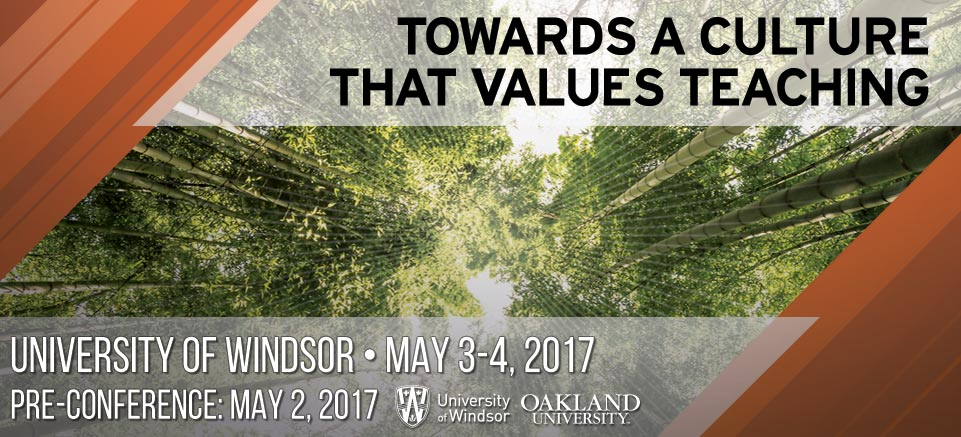 TOWARDS A CULTURE
THAT VALUES TEACHING
UNIVERSITY OF WINDSOR • MAY 3-4, 2017
PRE-CONFERENCE: MAY 2, 2017
University
of Windsor
OAKLAND
UNIVERSITY